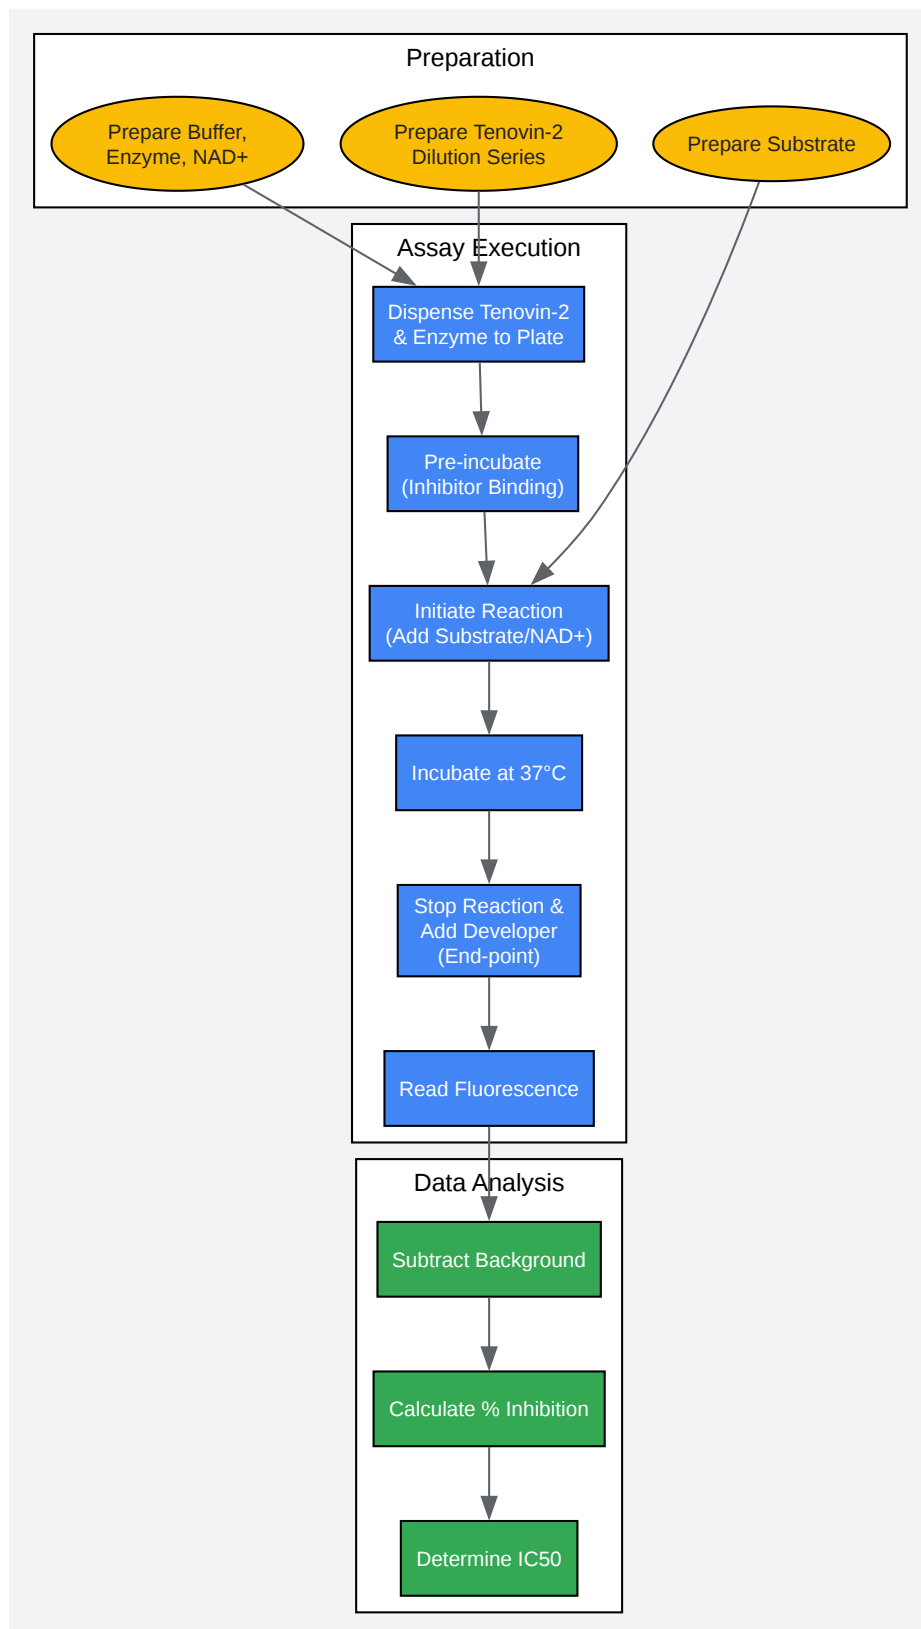 Preparation
Prepare Buffer,
Enzyme, NAD+
Prepare Tenovin-2
Dilution Series
Prepare Substrate
Assay Execution
Dispense Tenovin-2
& Enzyme to Plate
Pre-incubate
(Inhibitor Binding)
Initiate Reaction
(Add Substrate/NAD+)
Incubate at 37°C
Stop Reaction &
Add Developer
(End-point)
Read Fluorescence
Data Analysis
Subtract Background
Calculate % Inhibition
Determine IC50